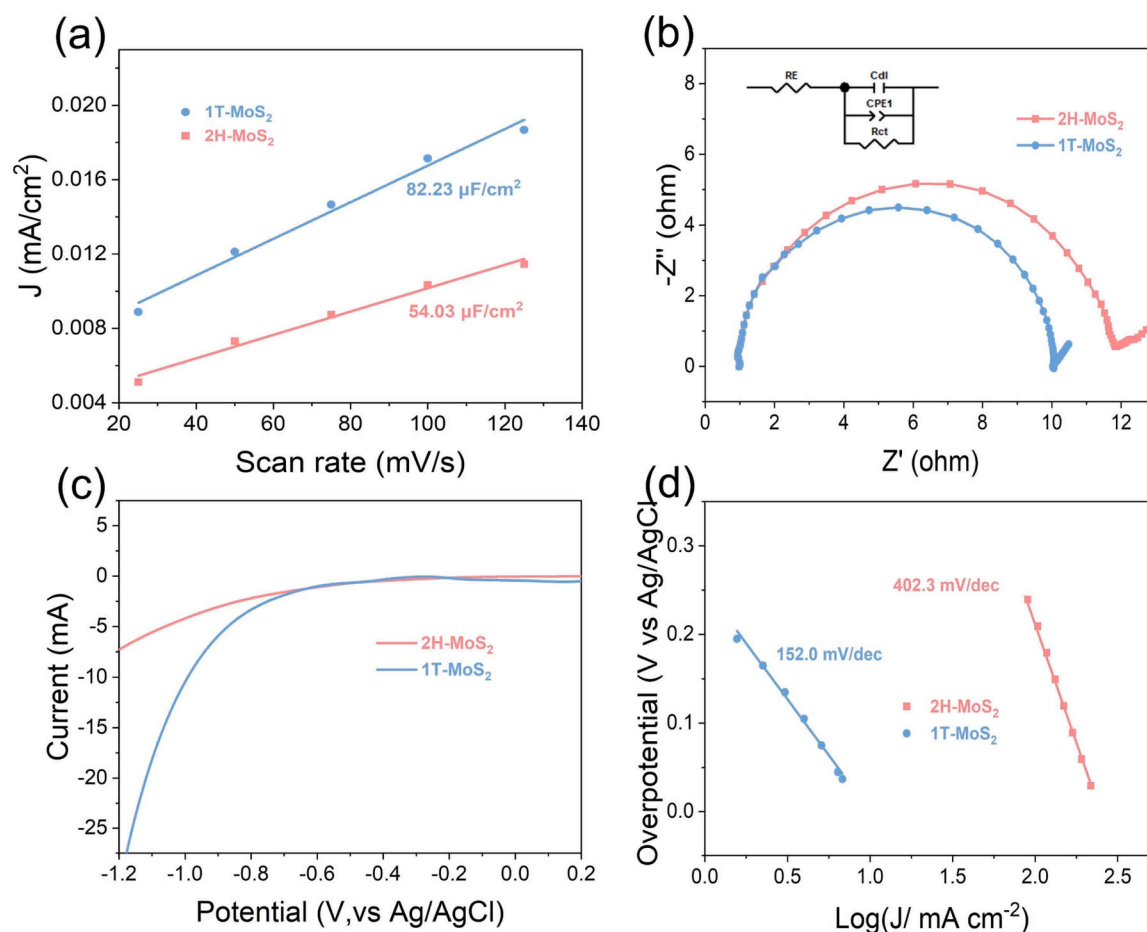 (a)
0.020
0.016
0.012
0.008
0.004
J (mA/cm²)
1T-MoS₂
2H-MoS₂
82.23 μF/cm²
54.03 μF/cm²
20 40 60 80 100 120 140
Scan rate (mV/s)
(b)
8
6
4
2
0
-Z'' (ohm)
RE
Cdl
CPE1
Rct
2H-MoS₂
1T-MoS₂
0 2 4 6 8 10 12
Z' (ohm)
(c)
5
0
-5
-10
-15
-20
-25
Current (mA)
2H-MoS₂
1T-MoS₂
-1.2 -1.0 -0.8 -0.6 -0.4 -0.2 0.0 0.2
Potential (V,vs Ag/AgCl)
(d)
0.3
0.2
0.1
0.0
Overpotential (V vs Ag/AgCl)
402.3 mV/dec
152.0 mV/dec
2H-MoS₂
1T-MoS₂
0.0 0.5 1.0 1.5 2.0 2.5
Log(J/ mA cm⁻²)